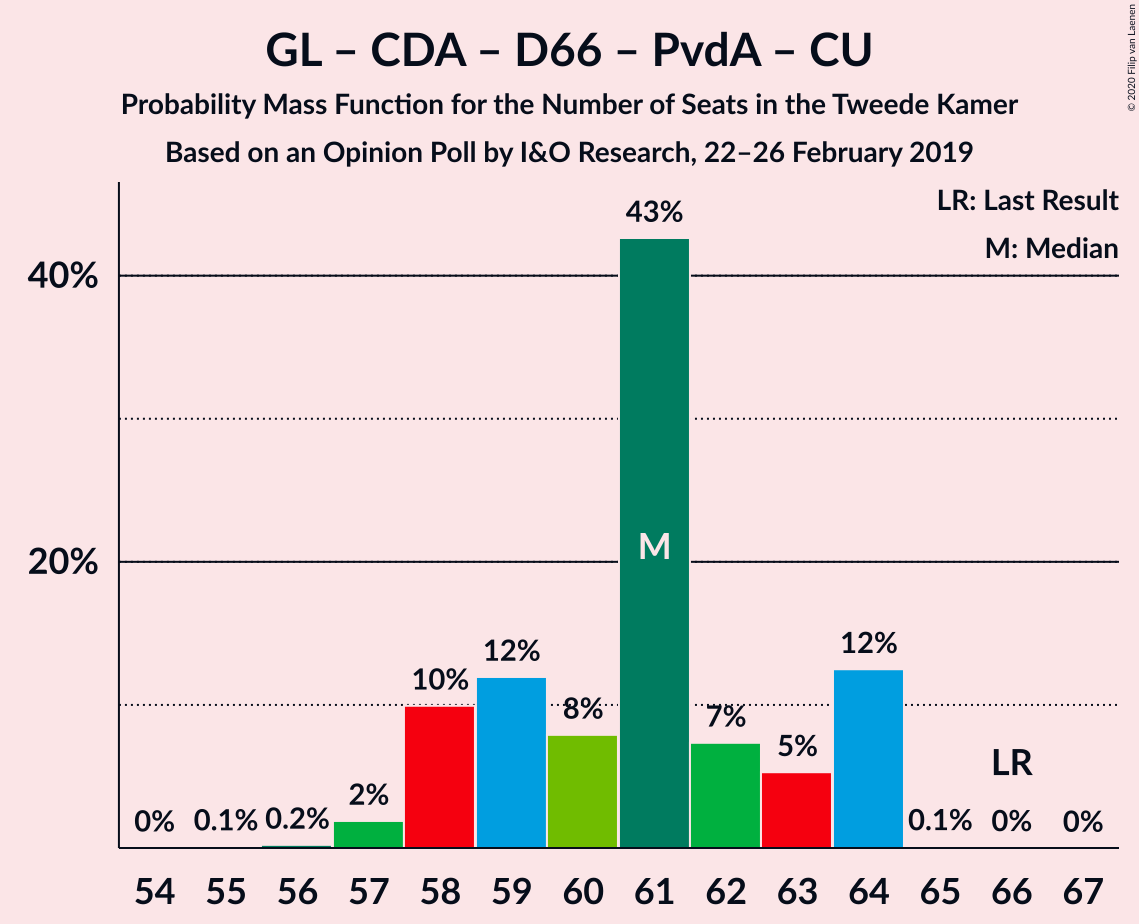 GL – CDA – D66 – PvdA – CU
Probability Mass Function for the Number of Seats in the Tweede Kamer
Based on an Opinion Poll by I&O Research, 22–26 February 2019
© 2020 Filip van Laenen
LR: Last Result
M: Median
40%
20%
0%
0.1%
0.2%
2%
10%
12%
8%
43%
M
7%
5%
12%
0.1%
LR
0%
0%
54 55 56 57 58 59 60 61 62 63 64 65 66 67